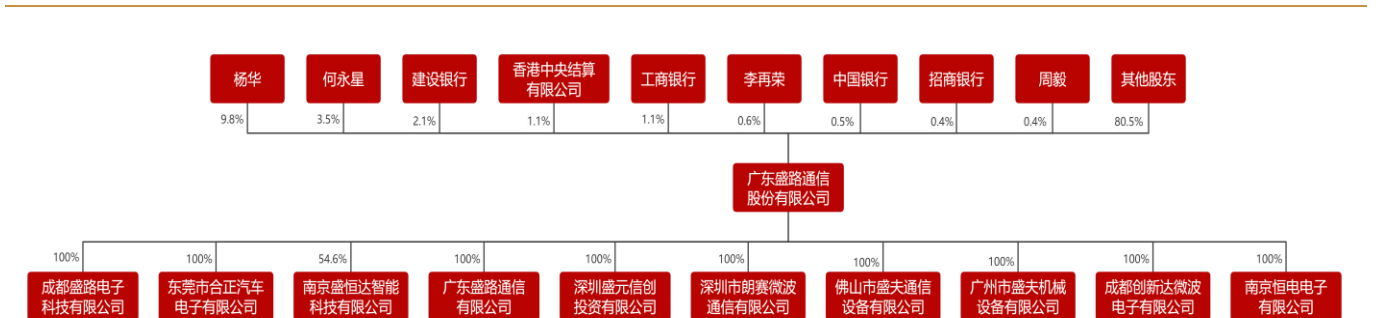 杨华
何永星
建设银行
香港中央结算
有限公司
工商银行
李再荣
中国银行
招商银行
周毅
其他股东
9.8%
3.5%
2.1%
1.1%
1.1%
0.6%
0.5%
0.4%
0.4%
80.5%
广东盛路通信
股份有限公司
100%
100%
54.6%
100%
100%
100%
100%
100%
100%
100%
成都盛路电子
科技有限公司
东莞市合正汽车
电子有限公司
南京盛恒达智能
科技有限公司
广东盛路通信
有限公司
深圳盛元信创
投资有限公司
深圳市朗赛微波
通信有限公司
佛山市盛夫通信
设备有限公司
广州市盛夫机械
设备有限公司
成都创新达微波
电子有限公司
南京恒电电子
有限公司